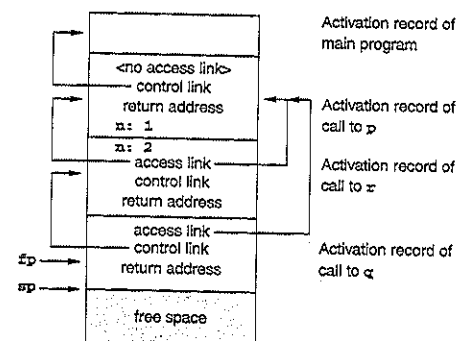 Activation record of
main program
<no access link>
control link
return address
n: 1
Activation record of
call to p
n: 2
access link
control link
return address
Activation record of
call to r
access link
control link
return address
Activation record of
call to q
fp
sp
free space